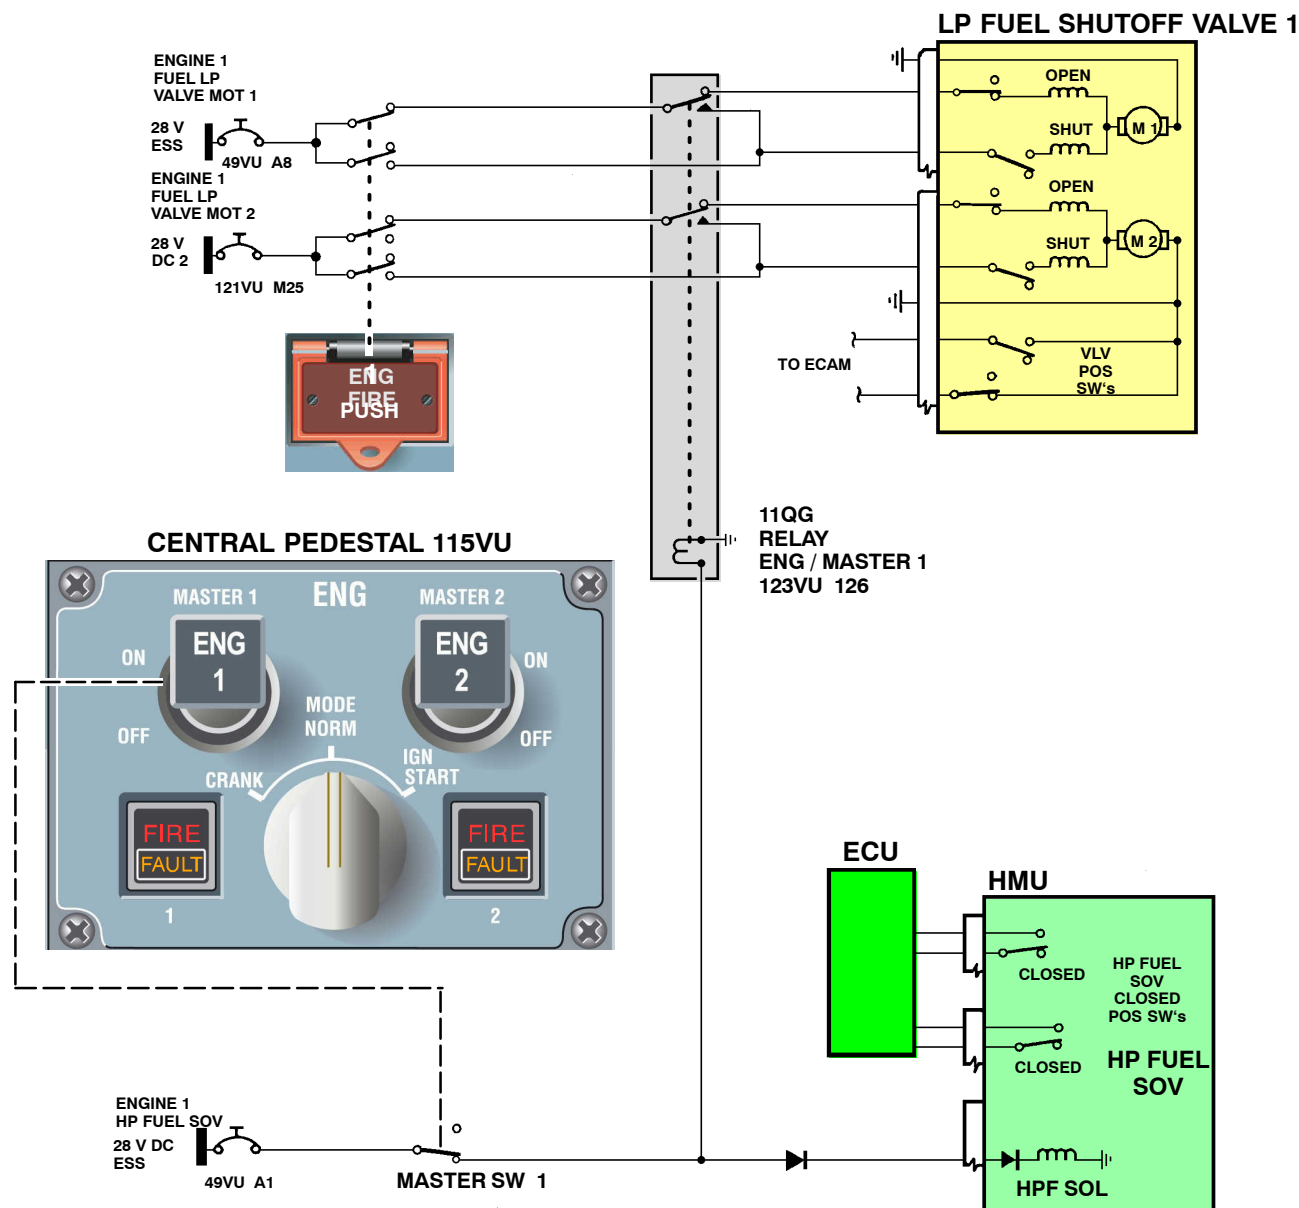 LP FUEL SHUTOFF VALVE 1
ENGINE 1
FUEL LP
VALVE MOT 1
28 V
ESS
49VU A8
ENGINE 1
FUEL LP
VALVE MOT 2
28 V
DC 2
121VU M25
OPEN
M 1
SHUT
OPEN
SHUT
M 2
TO ECAM
VLV
POS
SW's
1
ENG
FIRE
PUSH
11QG
RELAY
ENG / MASTER 1
123VU 126
CENTRAL PEDESTAL 115VU
MASTER 1
ENG
MASTER 2
ENG
1
ENG
2
ON
OFF
ON
OFF
MODE
NORM
CRANK
IGN
START
FIRE
FAULT
1
FIRE
FAULT
2
ECU
HMU
CLOSED
HP FUEL
SOV
CLOSED
POS SW's
CLOSED
HP FUEL
SOV
HPF SOL
ENGINE 1
HP FUEL SOV
28 V DC
ESS
49VU A1
MASTER SW 1